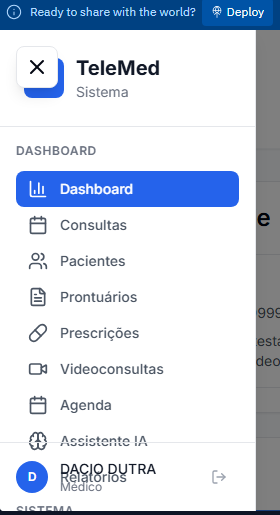 Ready to share with the world?
Deploy
TeleMed
Sistema
DASHBOARD
Dashboard
Consultas
Pacientes
Prontuários
Prescrições
Videoconsultas
Agenda
Assistente IA
D
DACIO DUTRA
Relatórios
Médico
SISTEMA
e
9999
esta
deo